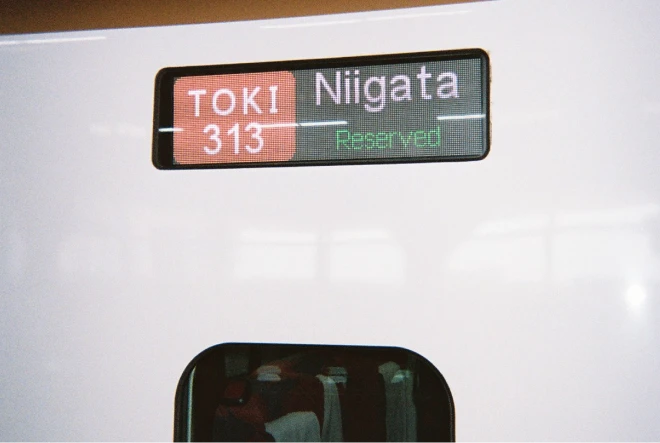 TOKI
313
Niigata
Reserved